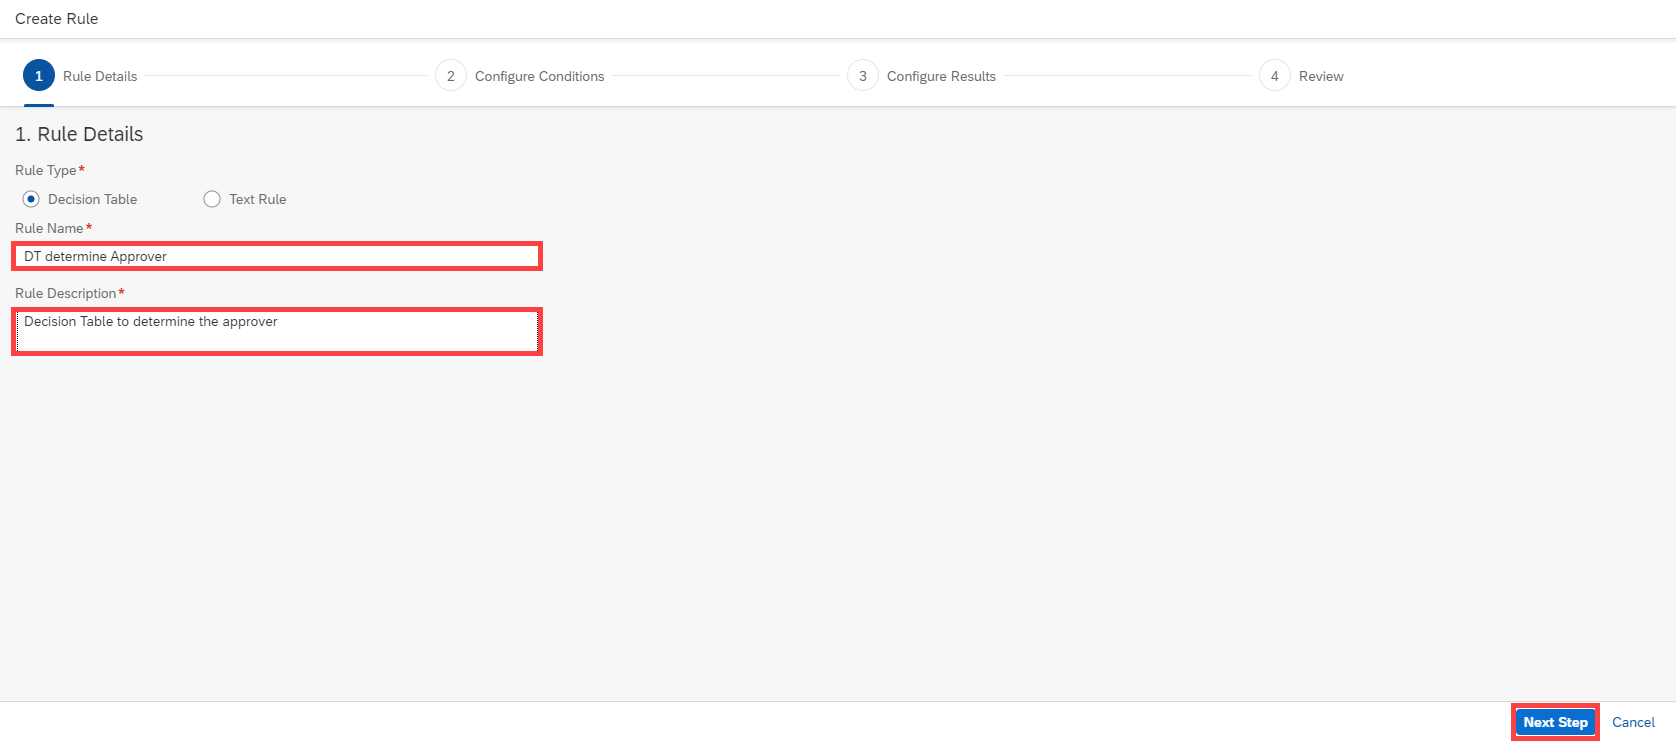 Create Rule
1 Rule Details 2 Configure Conditions 3 Configure Results 4 Review
1. Rule Details
Rule Type*
Decision Table Text Rule
Rule Name*
DT determine Approver
Rule Description*
Decision Table to determine the approver
Next Step Cancel